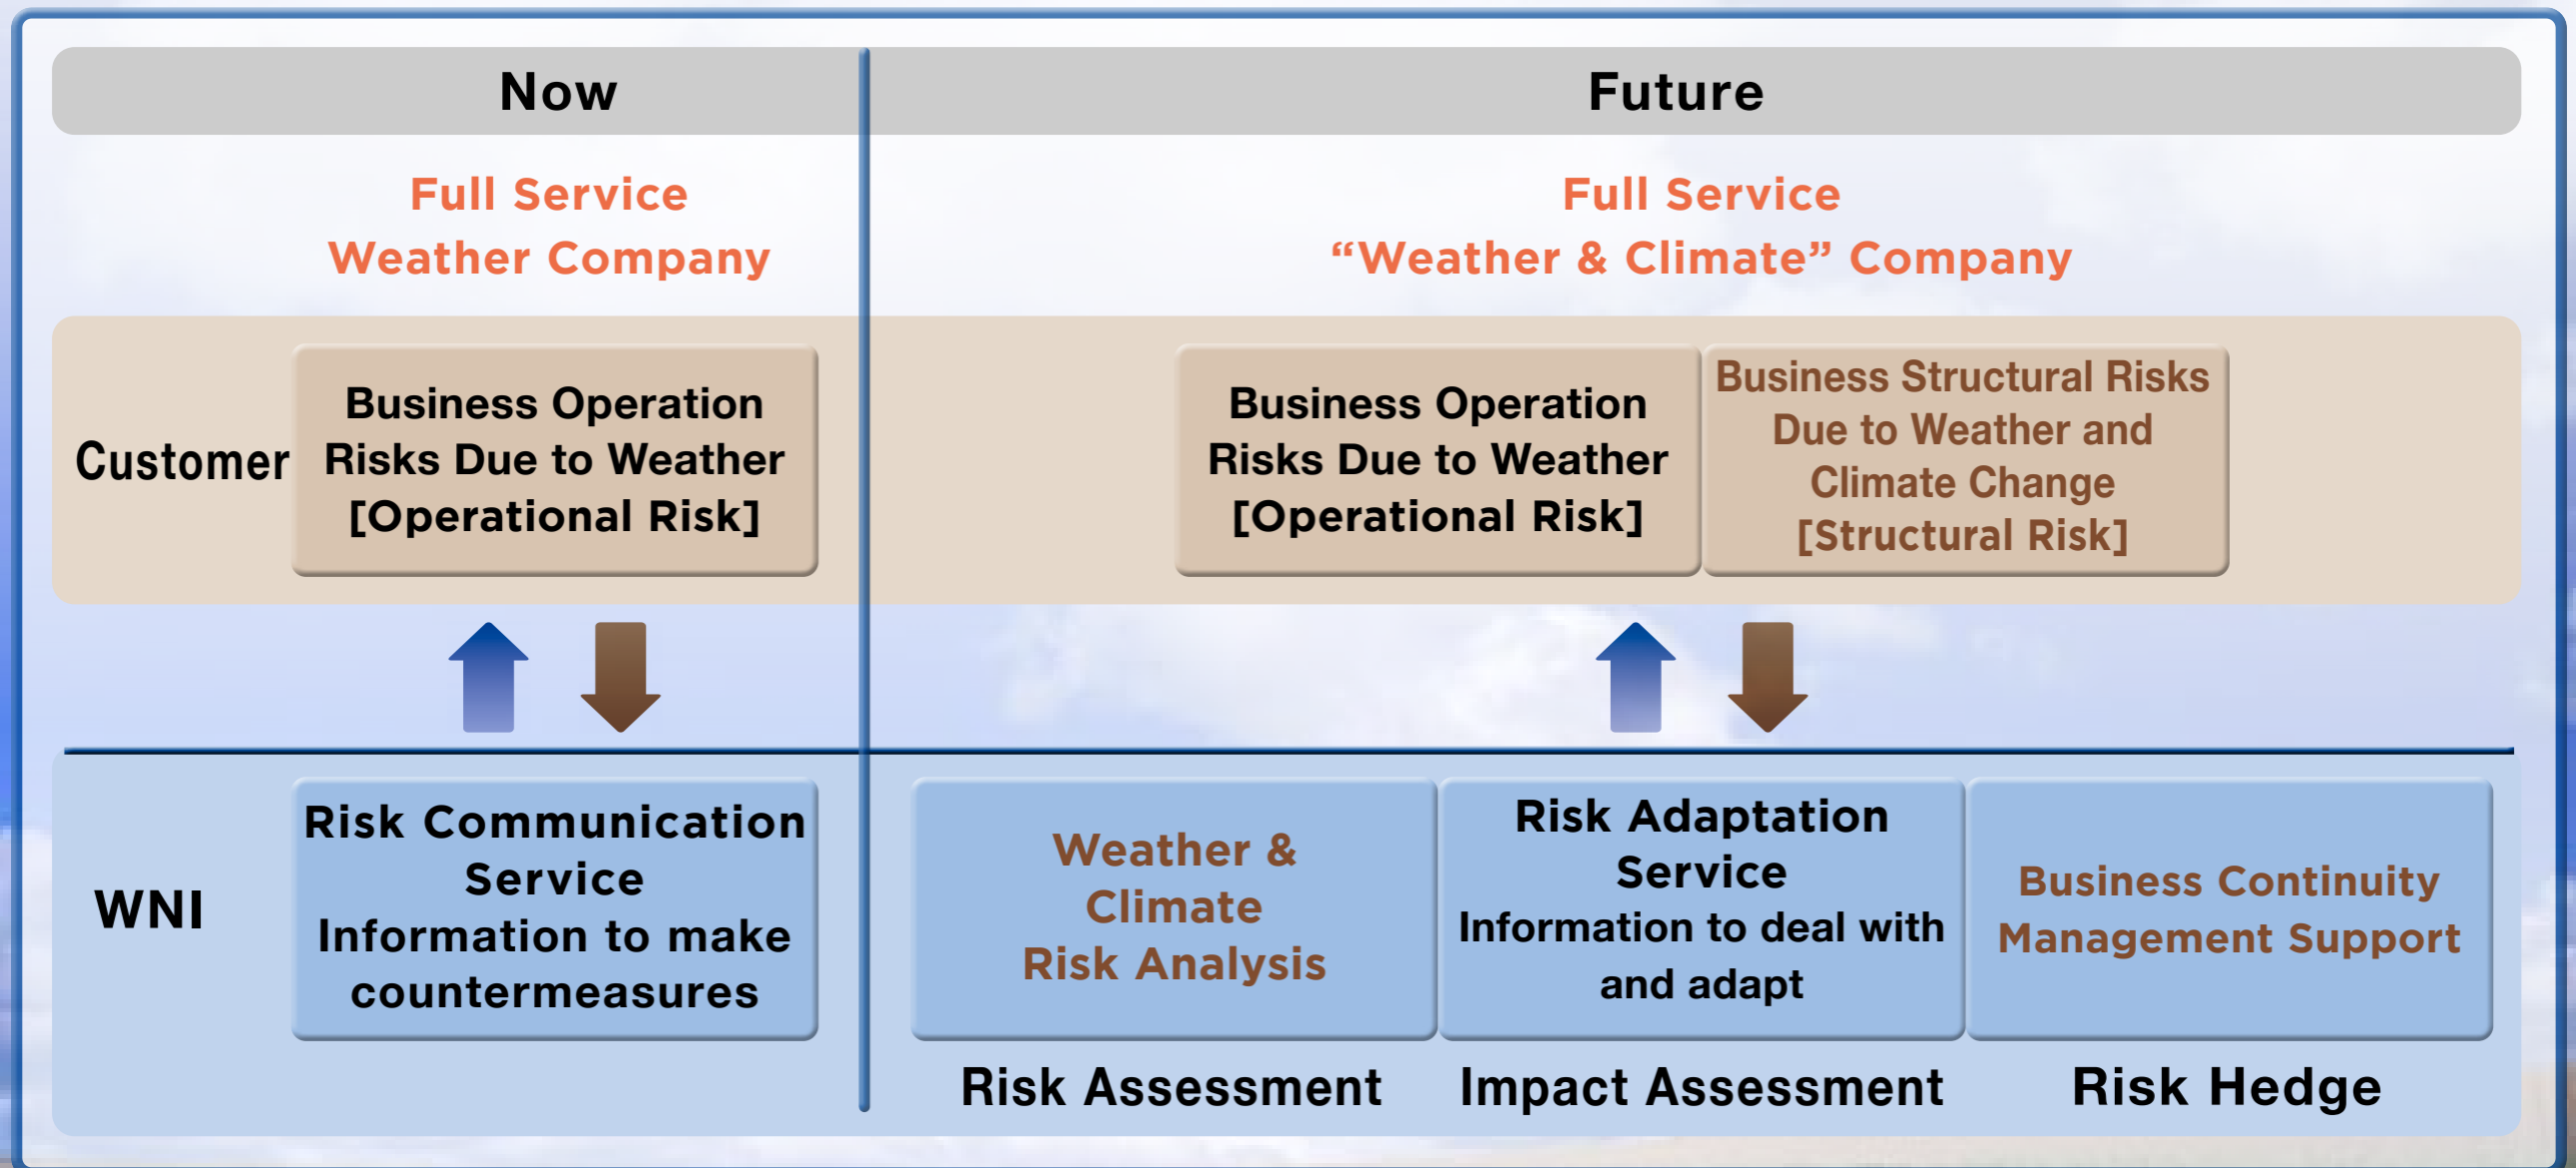 Now
Future
Full Service
Weather Company
Full Service
“Weather & Climate” Company
Customer
Business Operation
Risks Due to Weather
[Operational Risk]
Business Operation
Risks Due to Weather
[Operational Risk]
Business Structural Risks
Due to Weather and
Climate Change
[Structural Risk]
WNI
Risk Communication
Service
Information to make
countermeasures
Weather &
Climate
Risk Analysis
Risk Adaptation
Service
Information to deal with
and adapt
Business Continuity
Management Support
Risk Assessment
Impact Assessment
Risk Hedge